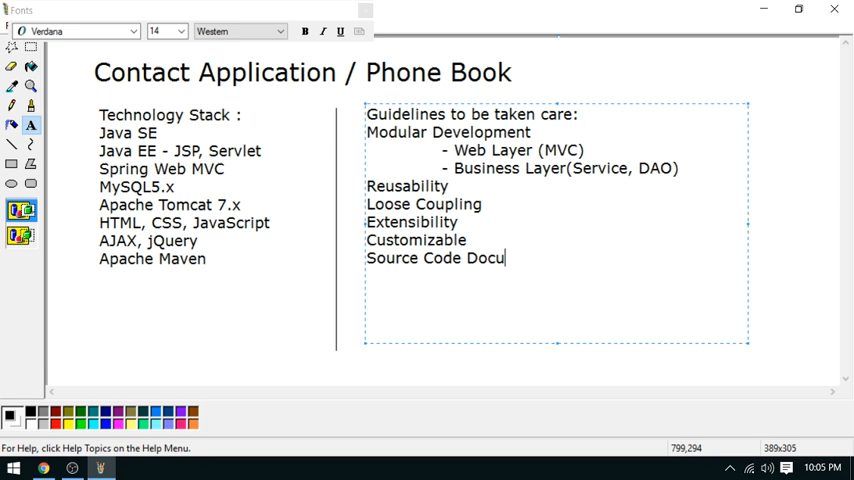 Fonts
Verdana
14
Western
B
I
U
A
Contact Application / Phone Book
Technology Stack :
Java SE
Java EE - JSP, Servlet
Spring Web MVC
MySQL5.x
Apache Tomcat 7.x
HTML, CSS, JavaScript
AJAX, jQuery
Apache Maven
Guidelines to be taken care:
Modular Development
- Web Layer (MVC)
- Business Layer(Service, DAO)
Reusability
Loose Coupling
Extensibility
Customizable
Source Code Docu
For Help, click Help Topics on the Help Menu.
799,294
389x305
10:05 PM